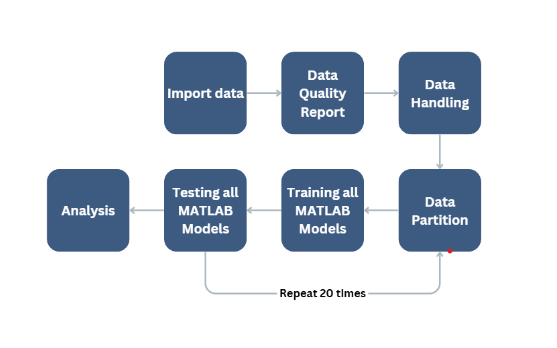 Import data
Data
Quality
Report
Data
Handling
Analysis
Testing all
MATLAB
Models
Training all
MATLAB
Models
Data
Partition
Repeat 20 times